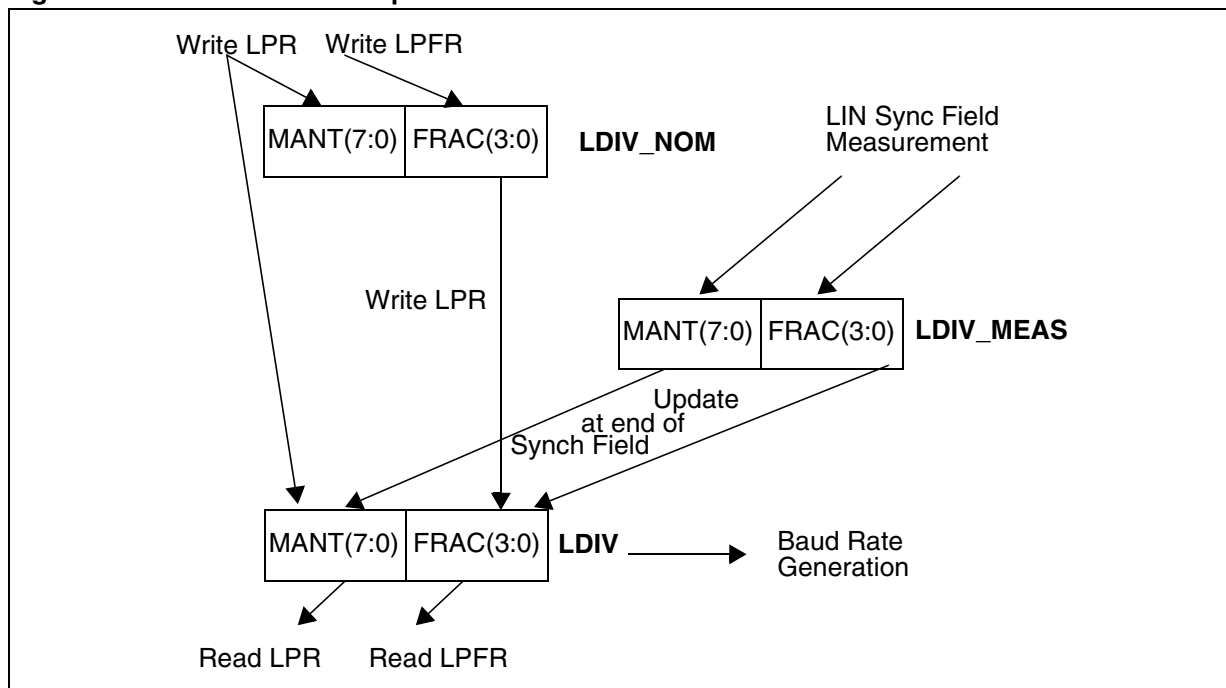 Write LPR Write LPFR
MANT(7:0) FRAC(3:0) LDIV_NOM
LIN Sync Field
Measurement
Write LPR
MANT(7:0) FRAC(3:0) LDIV_MEAS
Update
at end of
Synch Field
MANT(7:0) FRAC(3:0) LDIV
Baud Rate
Generation
Read LPR Read LPFR